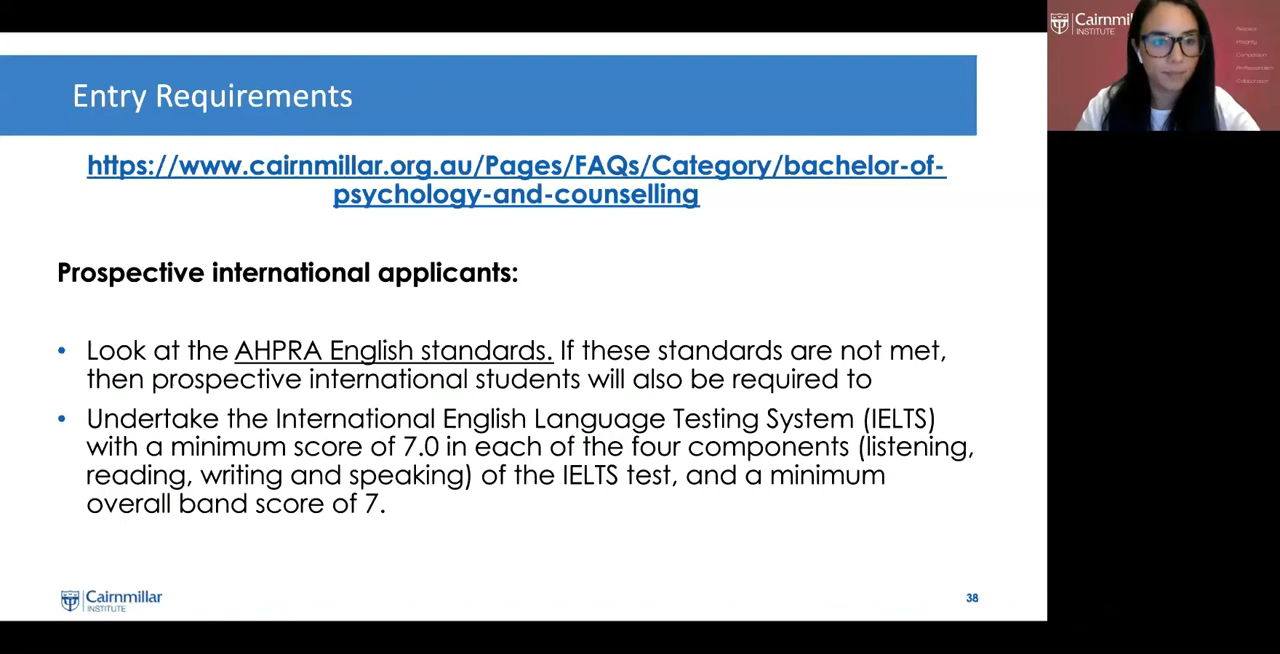 Entry Requirements
https://www.cairnmillar.org.au/Pages/FAQs/Category/bachelor-of-
psychology-and-counselling
Prospective international applicants:
• Look at the AHPRA English standards. If these standards are not met,
then prospective international students will also be required to
• Undertake the International English Language Testing System (IELTS)
with a minimum score of 7.0 in each of the four components (listening,
reading, writing and speaking) of the IELTS test, and a minimum
overall band score of 7.
Cairnmillar
INSTITUTE
38
INSTITUTE
Integrity
Compassion
Professionalism